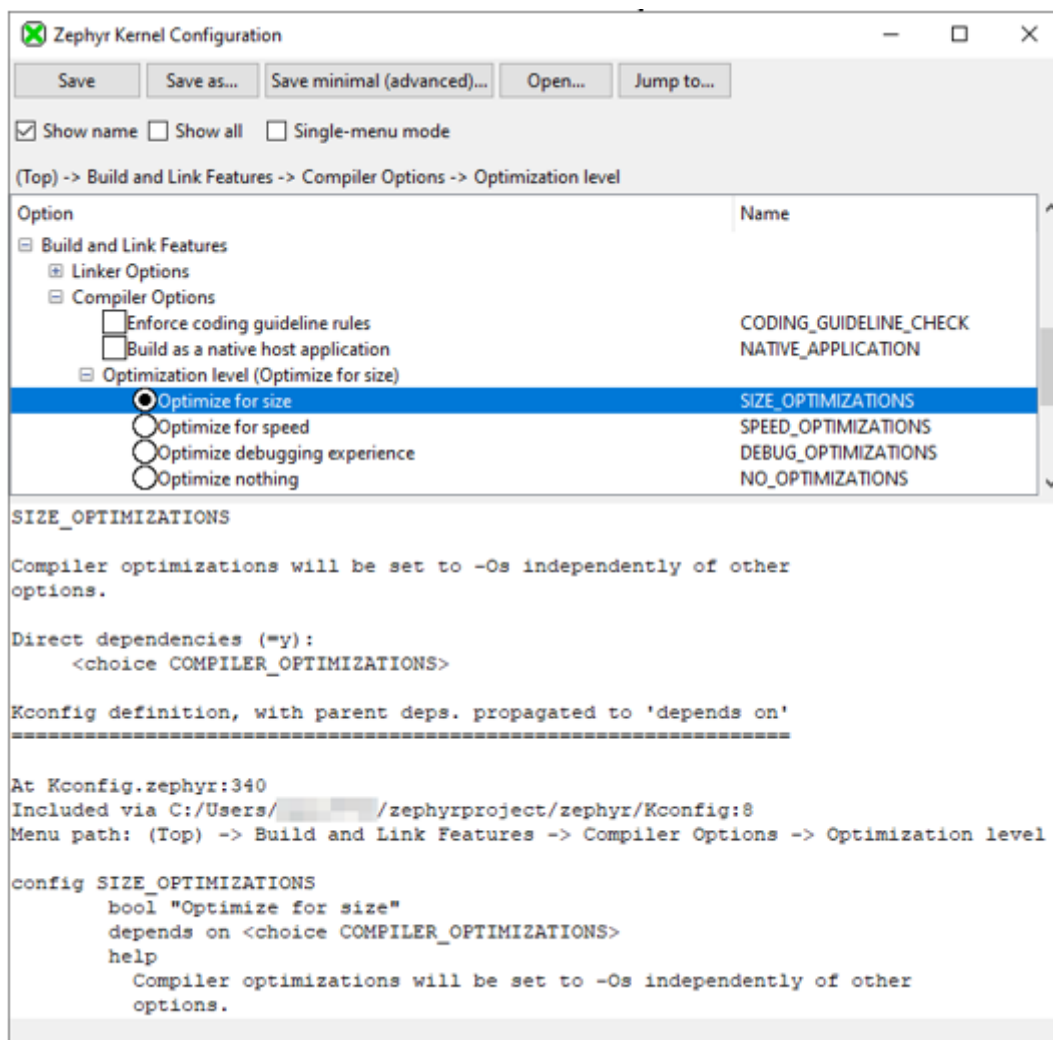 Zephyr Kernel Configuration
Save Save as... Save minimal (advanced)... Open... Jump to...
Show name Show all Single-menu mode
(Top) -> Build and Link Features -> Compiler Options -> Optimization level
Option Name
Build and Link Features
Linker Options
Compiler Options
Enforce coding guideline rules CODING_GUIDELINE_CHECK
Build as a native host application NATIVE_APPLICATION
Optimization level (Optimize for size)
Optimize for size SIZE_OPTIMIZATIONS
Optimize for speed SPEED_OPTIMIZATIONS
Optimize debugging experience DEBUG_OPTIMIZATIONS
Optimize nothing NO_OPTIMIZATIONS
SIZE_OPTIMIZATIONS
Compiler optimizations will be set to -Os independently of other
options.
Direct dependencies (=y):
<choice COMPILER_OPTIMIZATIONS>
Kconfig definition, with parent deps. propagated to 'depends on'
================================================================
At Kconfig.zephyr:340
Included via C:/Users/ /zephyrproject/zephyr/Kconfig:8
Menu path: (Top) -> Build and Link Features -> Compiler Options -> Optimization level
config SIZE_OPTIMIZATIONS
bool "Optimize for size"
depends on <choice COMPILER_OPTIMIZATIONS>
help
Compiler optimizations will be set to -Os independently of other
options.